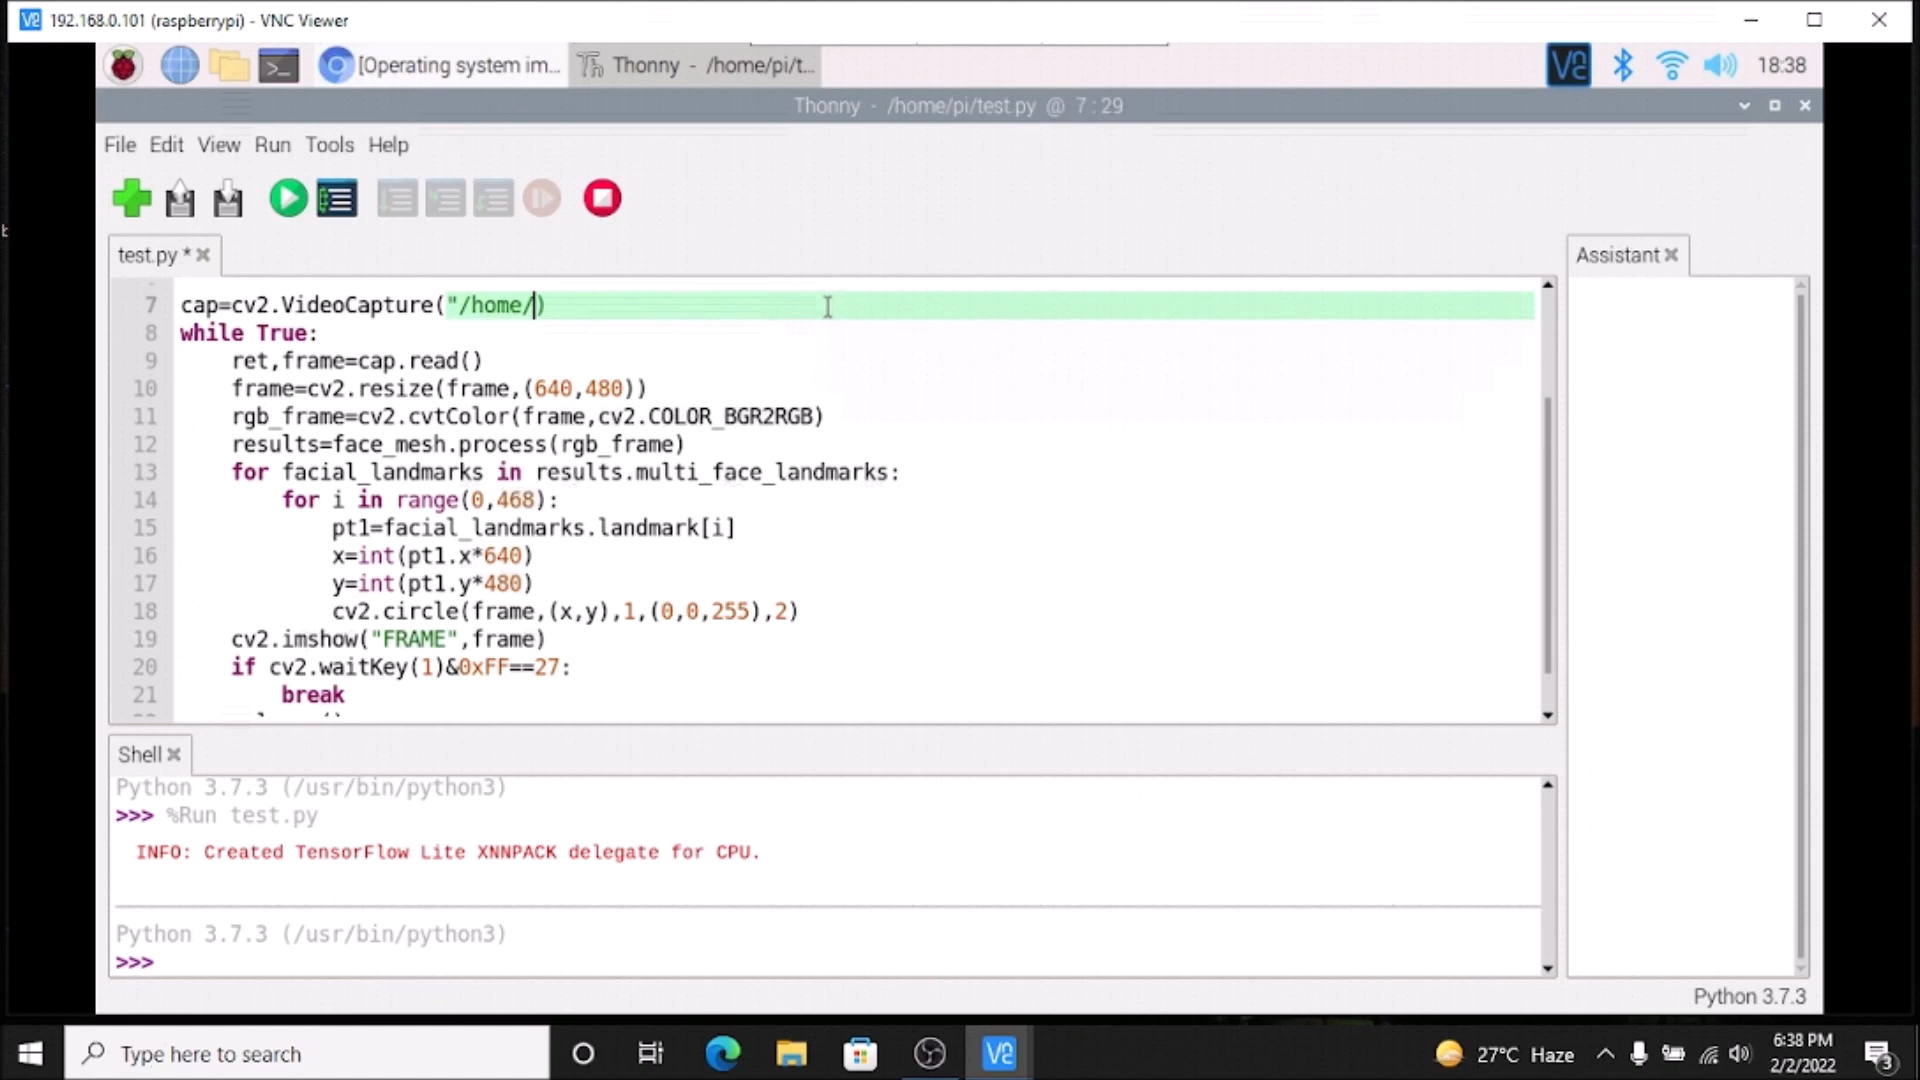 192.168.0.101 (raspberrypi) - VNC Viewer
[Operating system im...
Thonny - /home/pi/t...
18:38
Thonny - /home/pi/test.py @ 7:29
File Edit View Run Tools Help
test.py *
Assistant
7 cap=cv2.VideoCapture("/home/)
8 while True:
9 ret,frame=cap.read()
10 frame=cv2.resize(frame,(640,480))
11 rgb_frame=cv2.cvtColor(frame,cv2.COLOR_BGR2RGB)
12 results=face_mesh.process(rgb_frame)
13 for facial_landmarks in results.multi_face_landmarks:
14 for i in range(0,468):
15 pt1=facial_landmarks.landmark[i]
16 x=int(pt1.x*640)
17 y=int(pt1.y*480)
18 cv2.circle(frame,(x,y),1,(0,0,255),2)
19 cv2.imshow("FRAME",frame)
20 if cv2.waitKey(1)&0xFF==27:
21 break
Shell
Python 3.7.3 (/usr/bin/python3)
>>> %Run test.py
INFO: Created TensorFlow Lite XNNPACK delegate for CPU.
Python 3.7.3 (/usr/bin/python3)
>>>
Python 3.7.3
Type here to search
27°C Haze
6:38 PM
2/2/2022
3